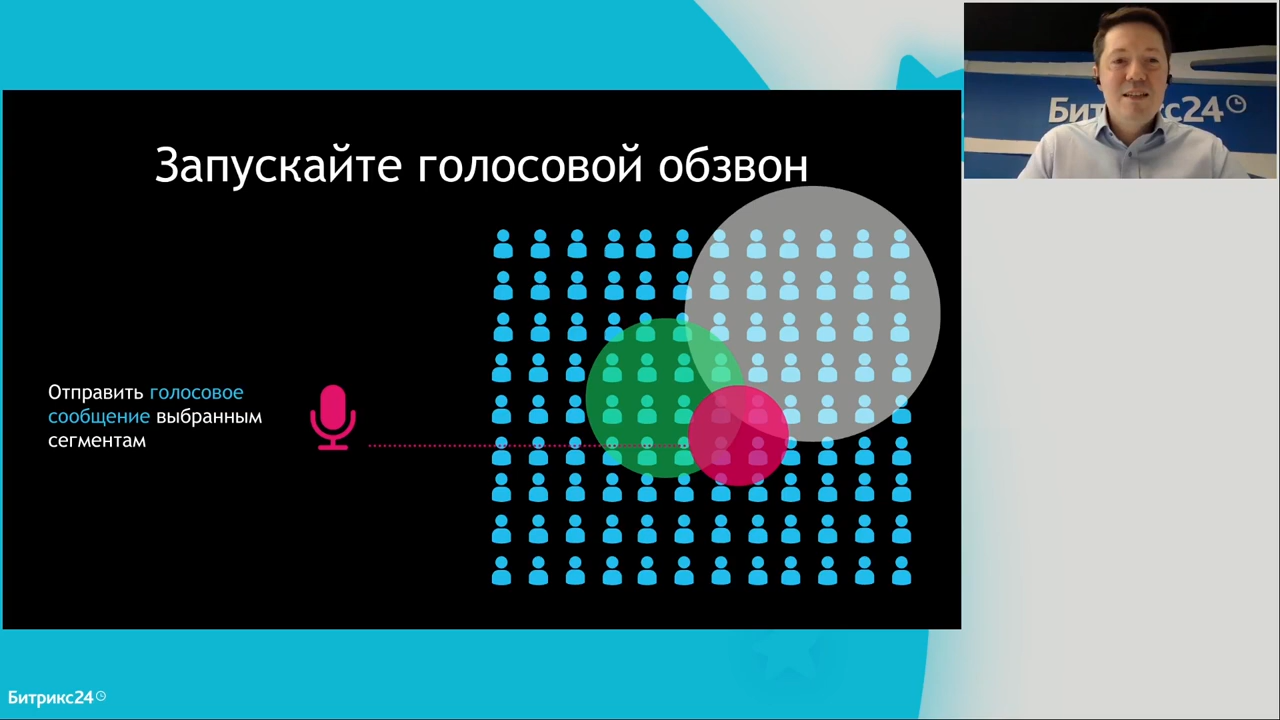 Запускайте голосовой обзвон
Отправить голосовое
сообщение выбранным
сегментам
Битрикс24